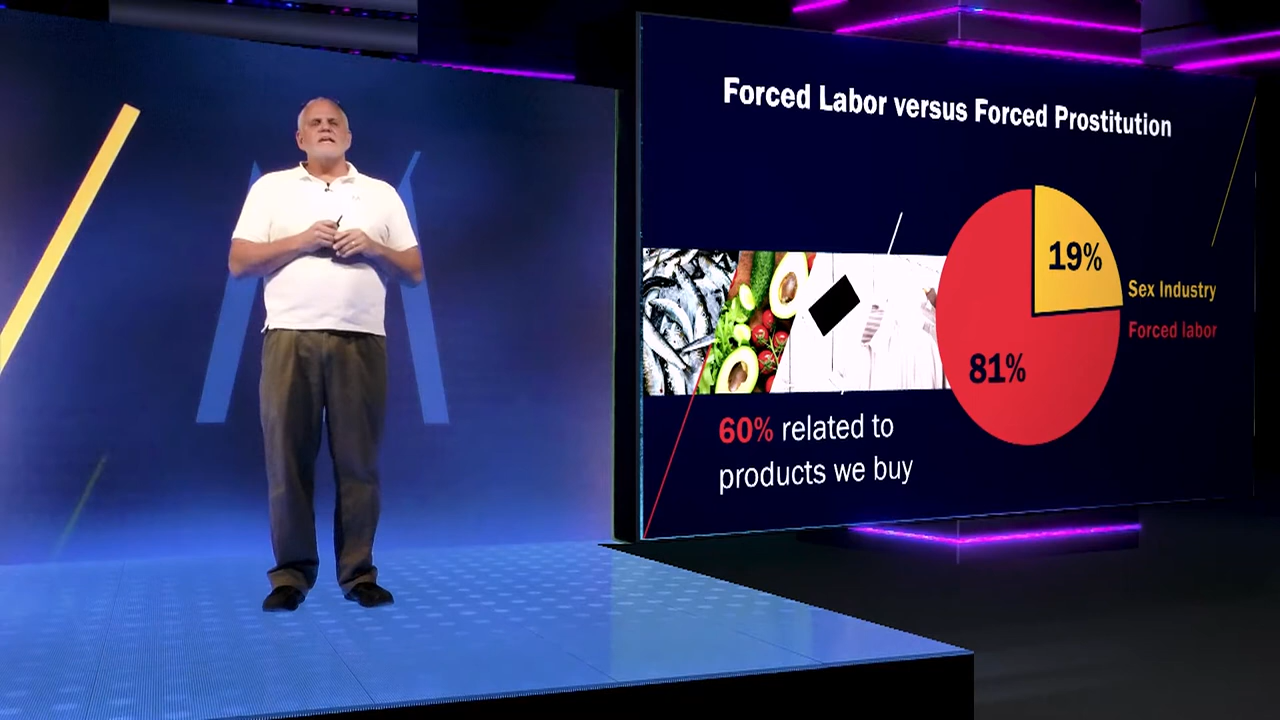 Forced Labor versus Forced Prostitution
19%
Sex Industry
Forced labor
81%
60% related to
products we buy